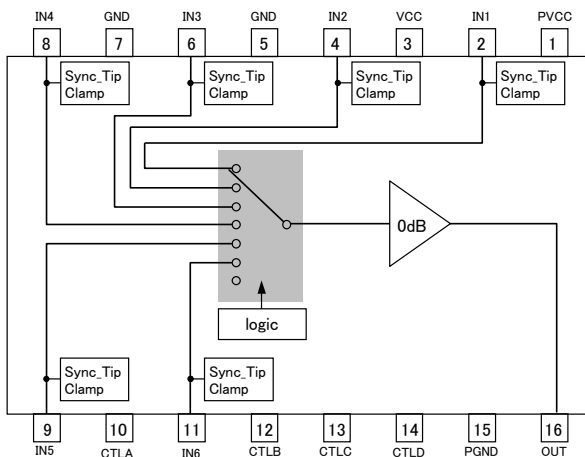 IN4 GND IN3 GND IN2 VCC IN1 PVCC
8 7 6 5 4 3 2 1
Sync_Tip Clamp
Sync_Tip Clamp
Sync_Tip Clamp
Sync_Tip Clamp
0dB
logic
Sync_Tip Clamp
Sync_Tip Clamp
9 10 11 12 13 14 15 16
IN5 CTLA IN6 CTLB CTLC CTLD PGND OUT